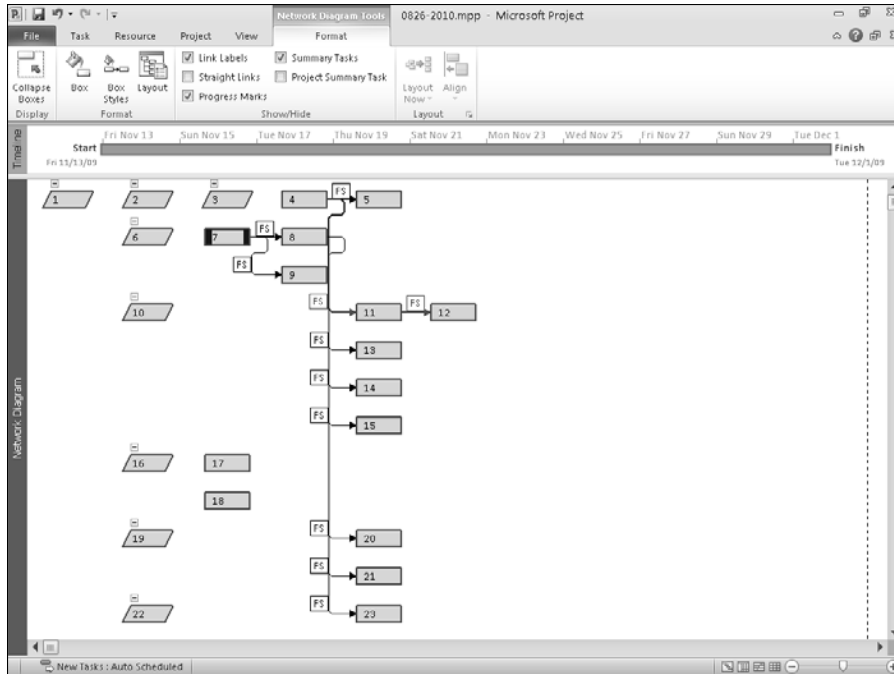 Network Diagram Tools
0826-2010.mpp - Microsoft Project
File Task Resource Project View Format
Collapse Boxes
Box
Box Styles
Layout
Link Labels
Straight Links
Progress Marks
Summary Tasks
Project Summary Task
Layout Now
Align
Display
Format
Show/Hide
Layout
Timeline
Fri Nov 13 Sun Nov 15 Tue Nov 17 Thu Nov 19 Sat Nov 21 Mon Nov 23 Wed Nov 25 Fri Nov 27 Sun Nov 29 Tue Dec 1
Start
Fri 11/13/09
Finish
Tue 12/1/09
Network Diagram
1 2 3 4 FS 5
6 7 FS 8
FS 9
10 FS 11 FS 12
FS 13
FS 14
FS 15
16 17
18
19 FS 20
FS 21
22 FS 23
New Tasks : Auto Scheduled